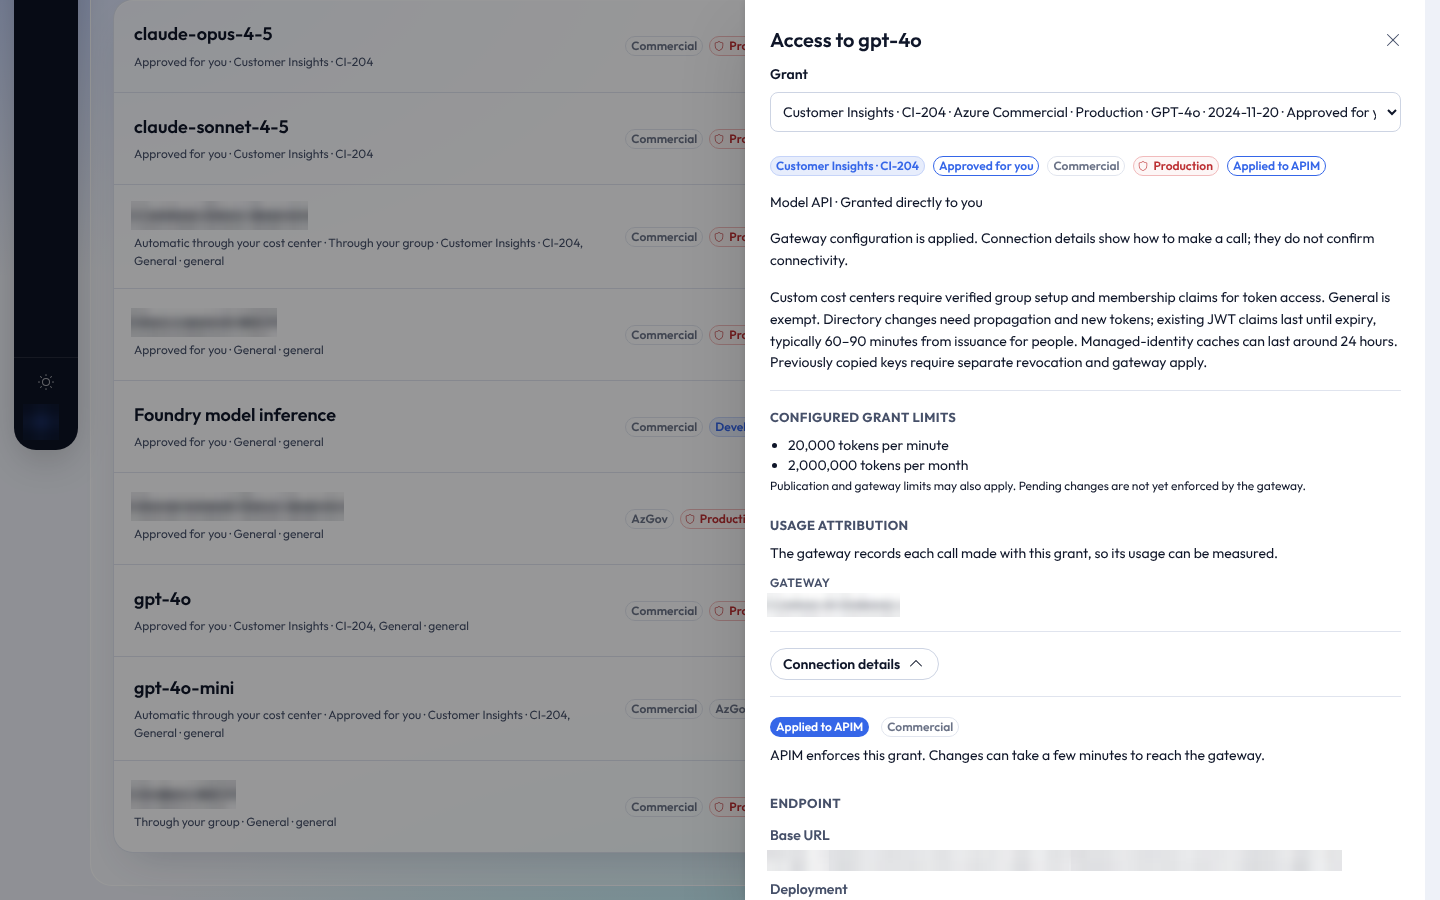 claude-opus-4-5
Approved for you · Customer Insights · CI-204
Commercial
claude-sonnet-4-5
Approved for you · Customer Insights · CI-204
Commercial
Automatic through your cost center · Through your group · Customer Insights · CI-204,
General · general
Commercial
Approved for you · General · general
Commercial
Foundry model inference
Approved for you · General · general
Commercial
Approved for you · General · general
AzGov
gpt-4o
Approved for you · Customer Insights · CI-204, General · general
Commercial
gpt-4o-mini
Automatic through your cost center · Approved for you · Customer Insights · CI-204,
General · general
Commercial
Through your group · General · general
Commercial
Access to gpt-4o
Grant
Customer Insights · CI-204 · Azure Commercial · Production · GPT-4o · 2024-11-20 · Approved for y
Customer Insights · CI-204 Approved for you Commercial Production Applied to APIM
Model API · Granted directly to you
Gateway configuration is applied. Connection details show how to make a call; they do not confirm
connectivity.
Custom cost centers require verified group setup and membership claims for token access. General is
exempt. Directory changes need propagation and new tokens; existing JWT claims last until expiry,
typically 60–90 minutes from issuance for people. Managed-identity caches can last around 24 hours.
Previously copied keys require separate revocation and gateway apply.
CONFIGURED GRANT LIMITS
• 20,000 tokens per minute
• 2,000,000 tokens per month
Publication and gateway limits may also apply. Pending changes are not yet enforced by the gateway.
USAGE ATTRIBUTION
The gateway records each call made with this grant, so its usage can be measured.
GATEWAY
Connection details
Applied to APIM Commercial
APIM enforces this grant. Changes can take a few minutes to reach the gateway.
ENDPOINT
Base URL
Deployment